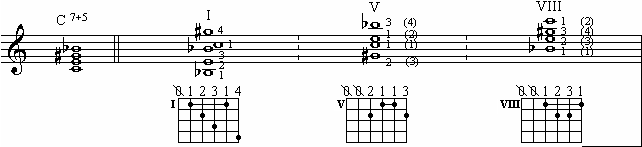 C 7+5
I
V
VIII
4
1
3
2
1
3 (4)
1 (2)
1 (1)
2 (3)
1 (2)
3 (4)
2 (3)
1 (1)
0 1 2 3 1 4
0 0 2 1 1 3
0 0 1 2 3 1
I
V
VIII